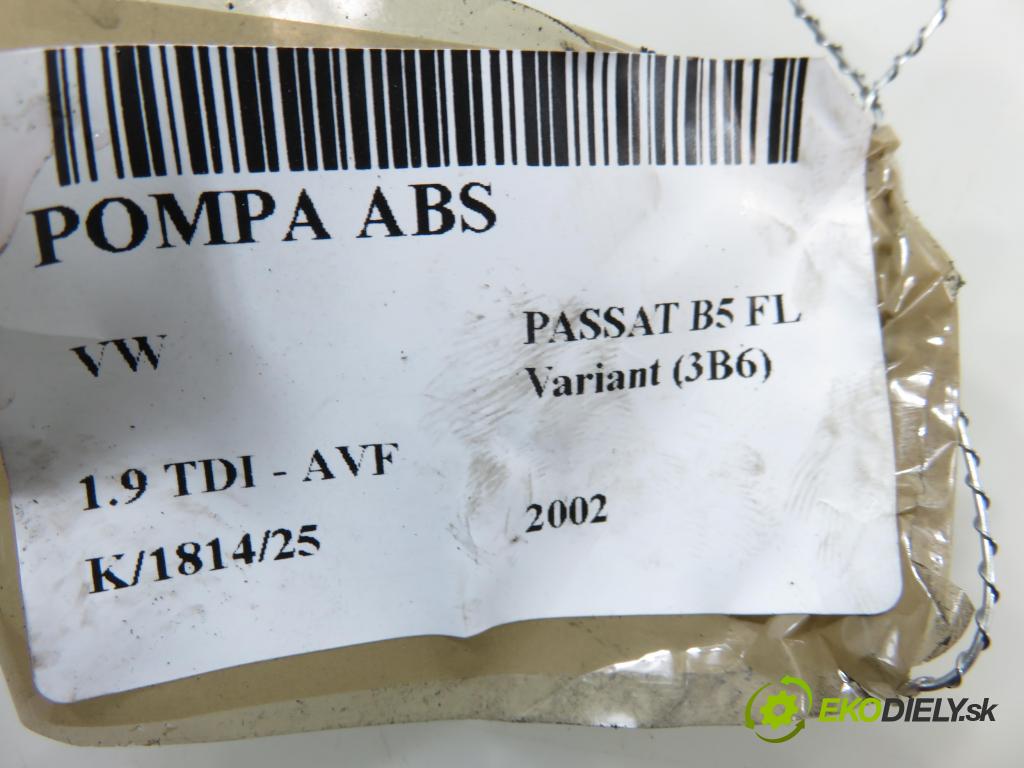 POMPA ABS
VW
PASSAT B5 FL
Variant (3B6)
1.9 TDI - AVF
2002
K/1814/25
EKODIELY.sk